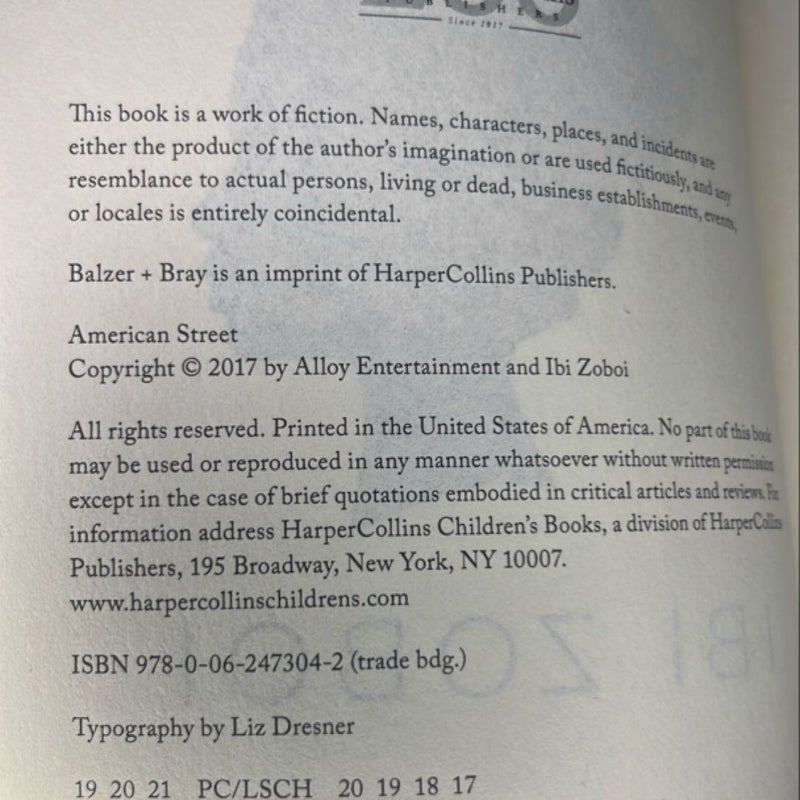 PUBLISHERS
Since 1817
This book is a work of fiction. Names, characters, places, and incidents are
either the product of the author's imagination or are used fictitiously, and any
resemblance to actual persons, living or dead, business establishments, events,
or locales is entirely coincidental.
Balzer + Bray is an imprint of HarperCollins Publishers.
American Street
Copyright © 2017 by Alloy Entertainment and Ibi Zoboi
All rights reserved. Printed in the United States of America. No part of this book
may be used or reproduced in any manner whatsoever without written permission
except in the case of brief quotations embodied in critical articles and reviews. For
information address HarperCollins Children's Books, a division of HarperCollins
Publishers, 195 Broadway, New York, NY 10007.
www.harpercollinschildrens.com
ISBN 978-0-06-247304-2 (trade bdg.)
Typography by Liz Dresner
19 20 21 PC/LSCH 20 19 18 17
IBI ZOBOI